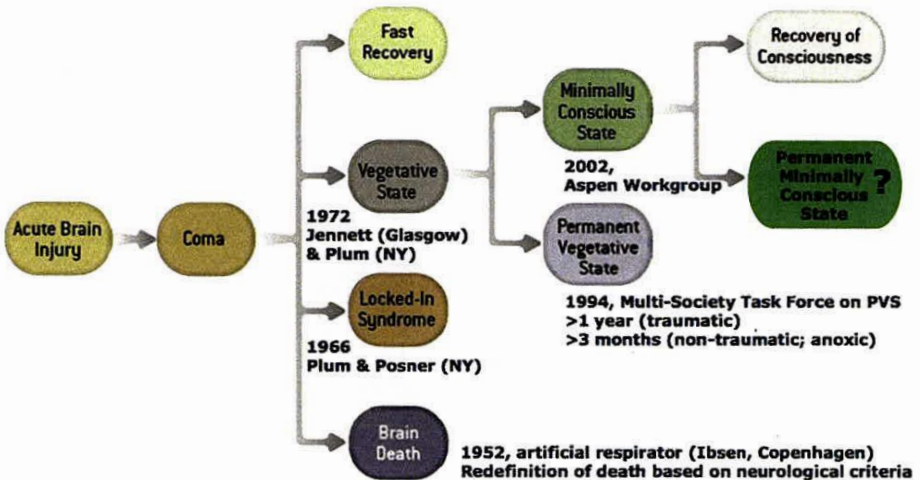 Fast
Recovery
Recovery of
Consciousness
Minimally
Conscious
State
2002,
Aspen Workgroup
Permanent
Minimally
Conscious
State
?
Vegetative
State
1972
Jennett (Glasgow)
& Plum (NY)
Acute Brain
Injury
Coma
Permanent
Vegetative
State
1994, Multi-Society Task Force on PVS
>1 year (traumatic)
>3 months (non-traumatic; anoxic)
Locked-In
Syndrome
1966
Plum & Posner (NY)
Brain
Death
1952, artificial respirator (Ibsen, Copenhagen)
Redefinition of death based on neurological criteria